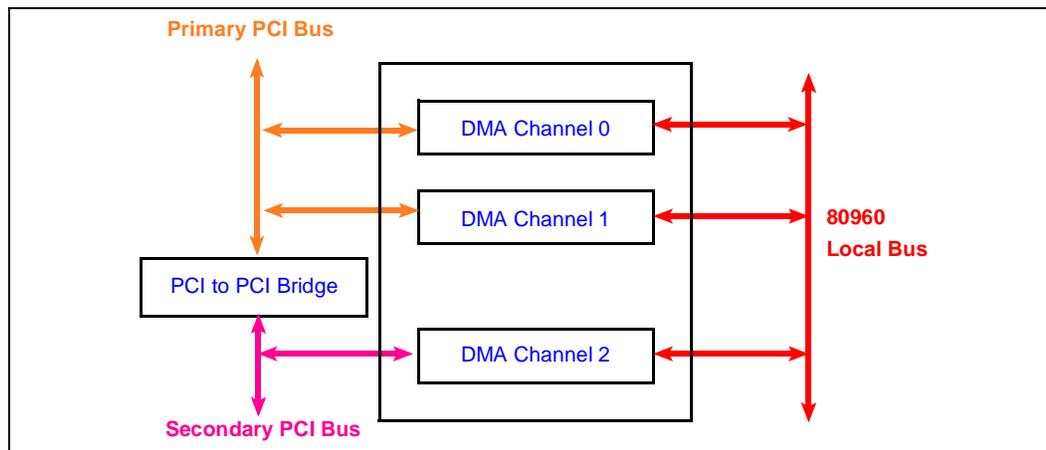 Primary PCI Bus
DMA Channel 0
DMA Channel 1
80960
Local Bus
PCI to PCI Bridge
DMA Channel 2
Secondary PCI Bus